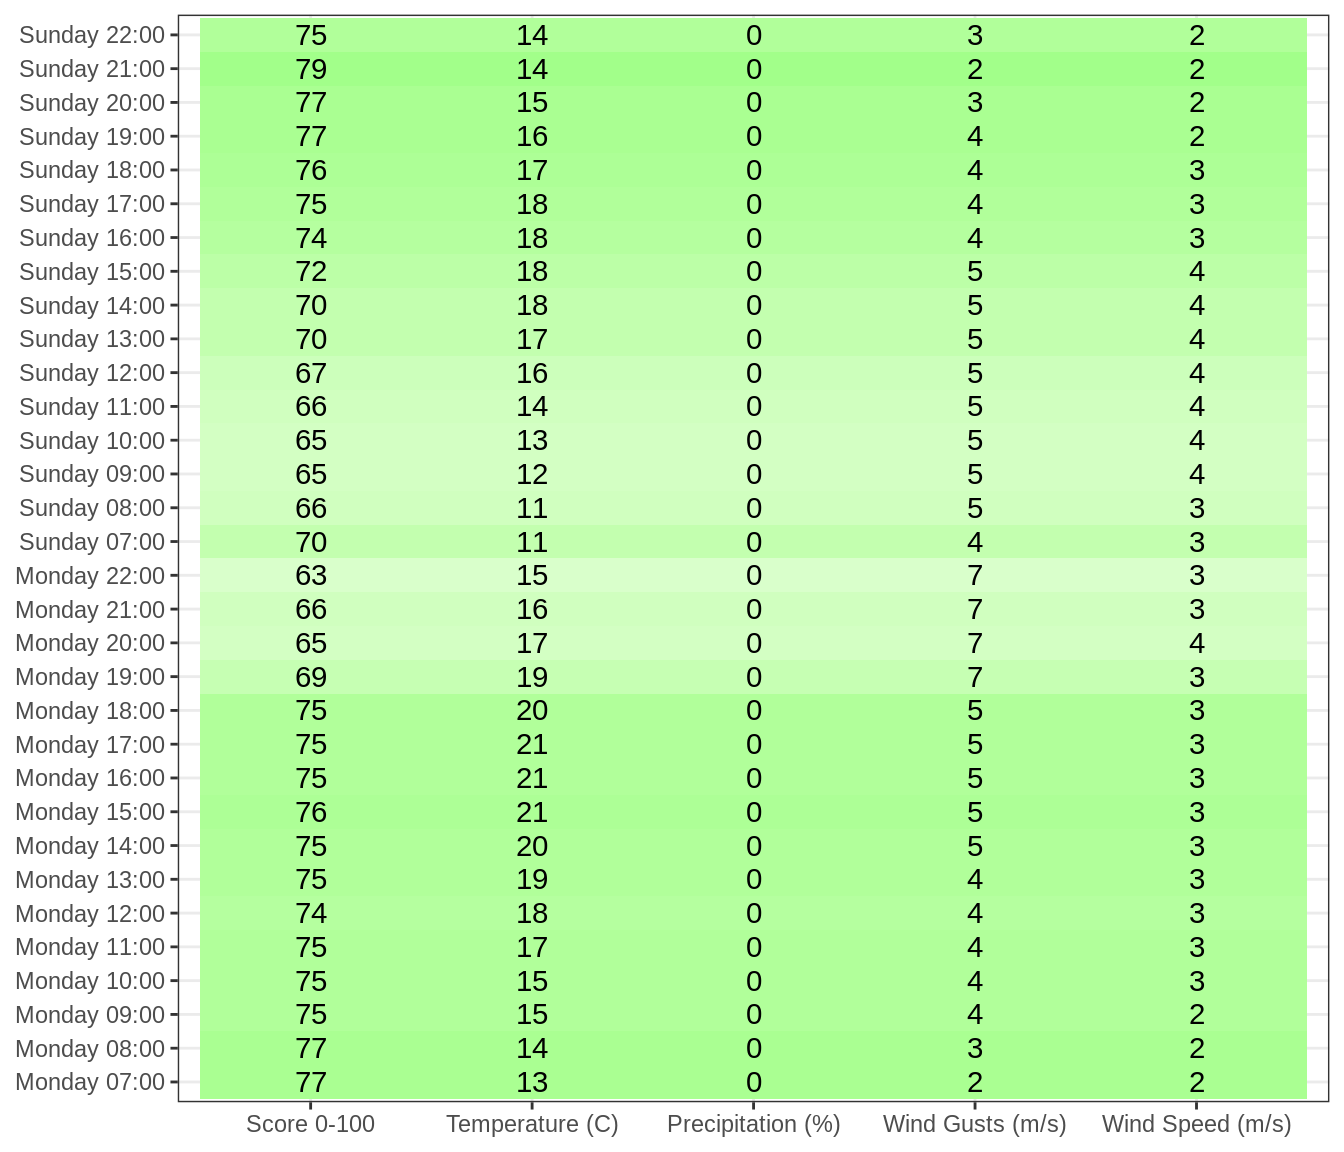 Sunday 22:00 75 14 0 3 2
Sunday 21:00 79 14 0 2 2
Sunday 20:00 77 15 0 3 2
Sunday 19:00 77 16 0 4 2
Sunday 18:00 76 17 0 4 3
Sunday 17:00 75 18 0 4 3
Sunday 16:00 74 18 0 4 3
Sunday 15:00 72 18 0 5 4
Sunday 14:00 70 18 0 5 4
Sunday 13:00 70 17 0 5 4
Sunday 12:00 67 16 0 5 4
Sunday 11:00 66 14 0 5 4
Sunday 10:00 65 13 0 5 4
Sunday 09:00 65 12 0 5 4
Sunday 08:00 66 11 0 5 3
Sunday 07:00 70 11 0 4 3
Monday 22:00 63 15 0 7 3
Monday 21:00 66 16 0 7 3
Monday 20:00 65 17 0 7 4
Monday 19:00 69 19 0 7 3
Monday 18:00 75 20 0 5 3
Monday 17:00 75 21 0 5 3
Monday 16:00 75 21 0 5 3
Monday 15:00 76 21 0 5 3
Monday 14:00 75 20 0 5 3
Monday 13:00 75 19 0 4 3
Monday 12:00 74 18 0 4 3
Monday 11:00 75 17 0 4 3
Monday 10:00 75 15 0 4 3
Monday 09:00 75 15 0 4 2
Monday 08:00 77 14 0 3 2
Monday 07:00 77 13 0 2 2
Score 0-100 Temperature (C) Precipitation (%) Wind Gusts (m/s) Wind Speed (m/s)